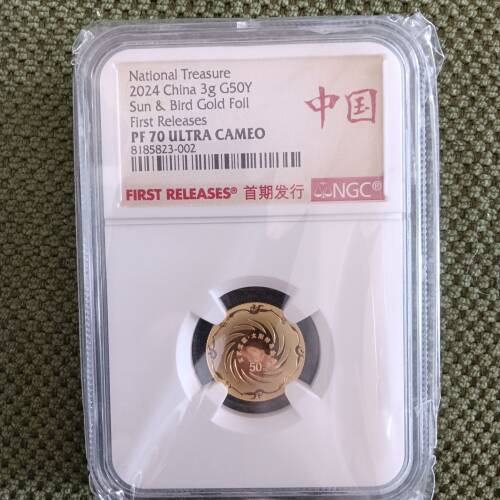 National Treasure
2024 China 3g G50Y
Sun & Bird Gold Foil
First Releases
PF 70 ULTRA CAMEO
8185823-002
中国
FIRST RELEASES® 首期发行
NGC®
50